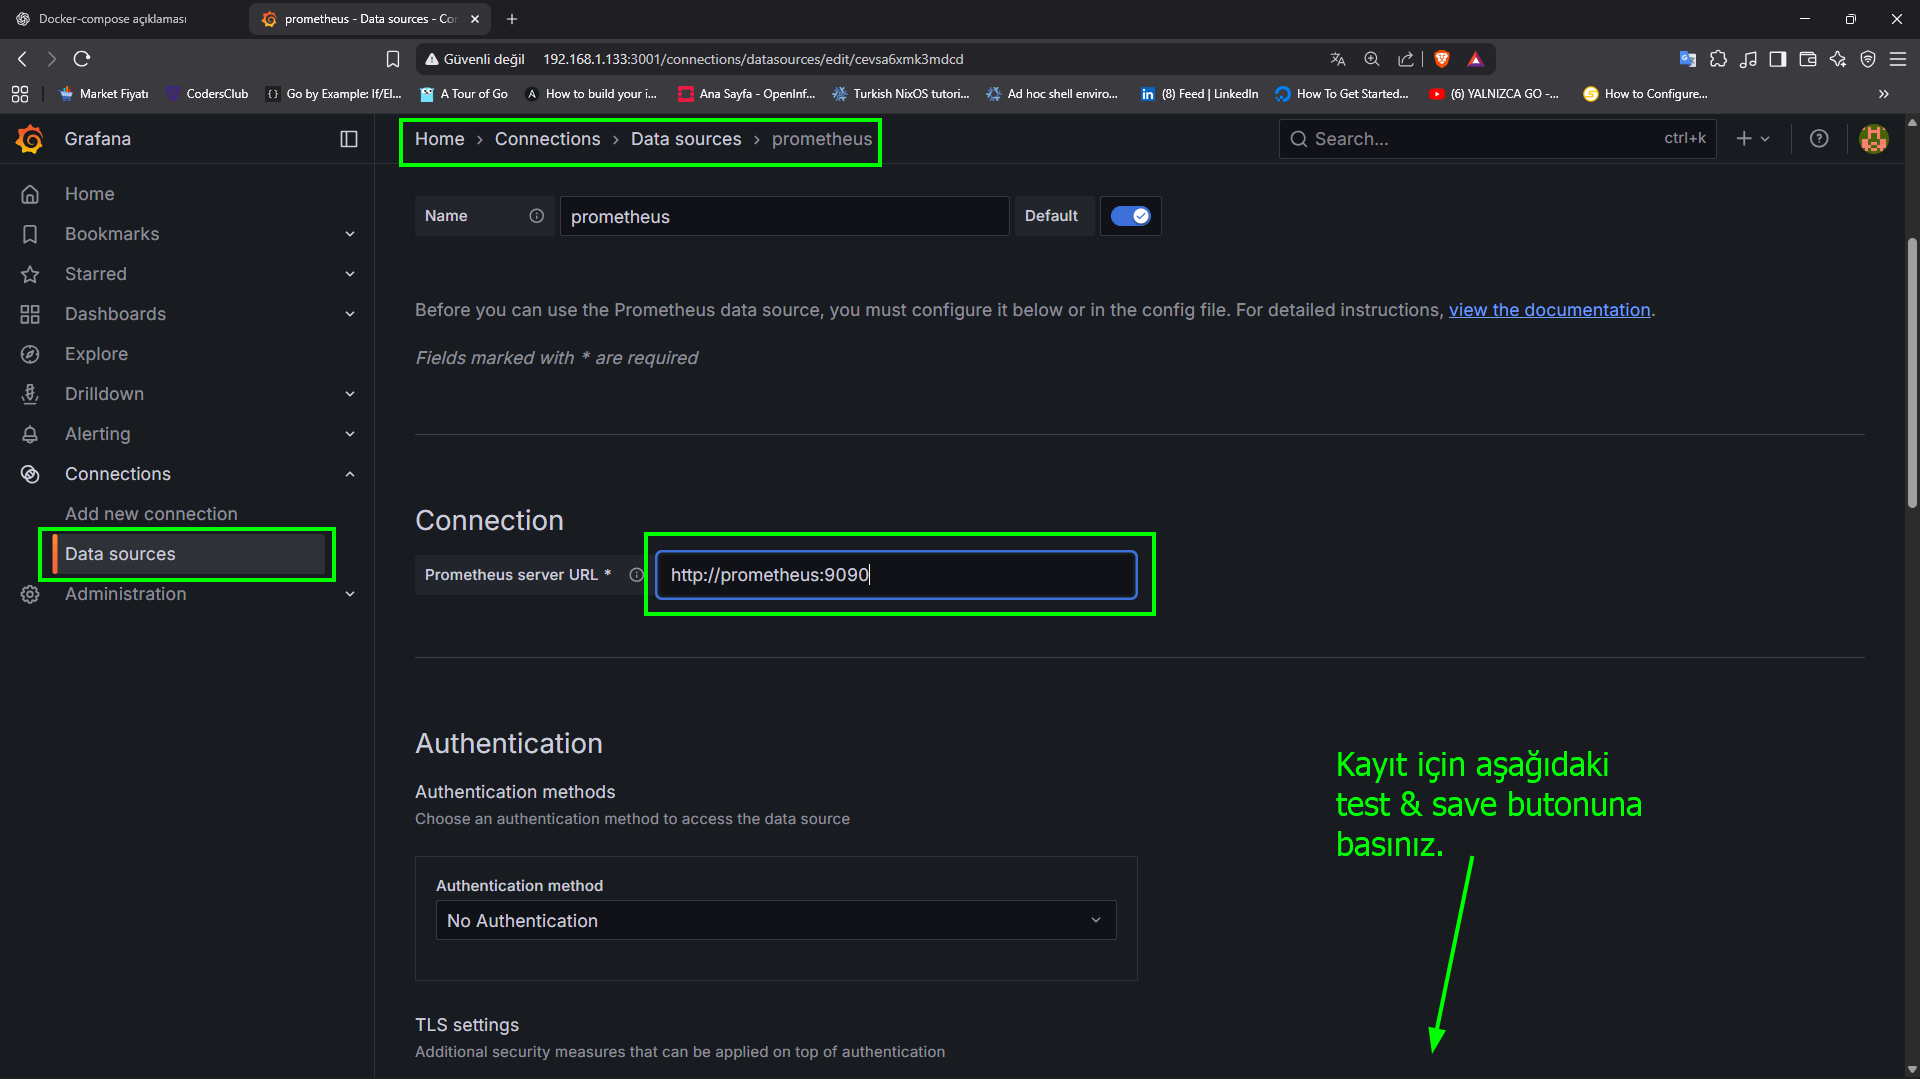 Docker-compose açıklaması
prometheus - Data sources - Cor
Güvenli değil 192.168.1.133:3001/connections/datasources/edit/cevsa6xmk3mdcd
Market Fiyatı CodersClub Go by Example: If/El... A Tour of Go How to build your i... Ana Sayfa - OpenInf... Turkish NixOS tutori... Ad hoc shell enviro... (8) Feed | LinkedIn How To Get Started... (6) YALNIZCA GO -... How to Configure...
Grafana
Home › Connections › Data sources › prometheus
Search... ctrl+k
Home
Bookmarks
Starred
Dashboards
Explore
Drilldown
Alerting
Connections
Add new connection
Data sources
Administration
Name prometheus Default
Before you can use the Prometheus data source, you must configure it below or in the config file. For detailed instructions, view the documentation.
Fields marked with * are required
Connection
Prometheus server URL * http://prometheus:9090
Authentication
Authentication methods
Choose an authentication method to access the data source
Authentication method
No Authentication
TLS settings
Additional security measures that can be applied on top of authentication
Kayıt için aşağıdaki
test & save butonuna
basınız.